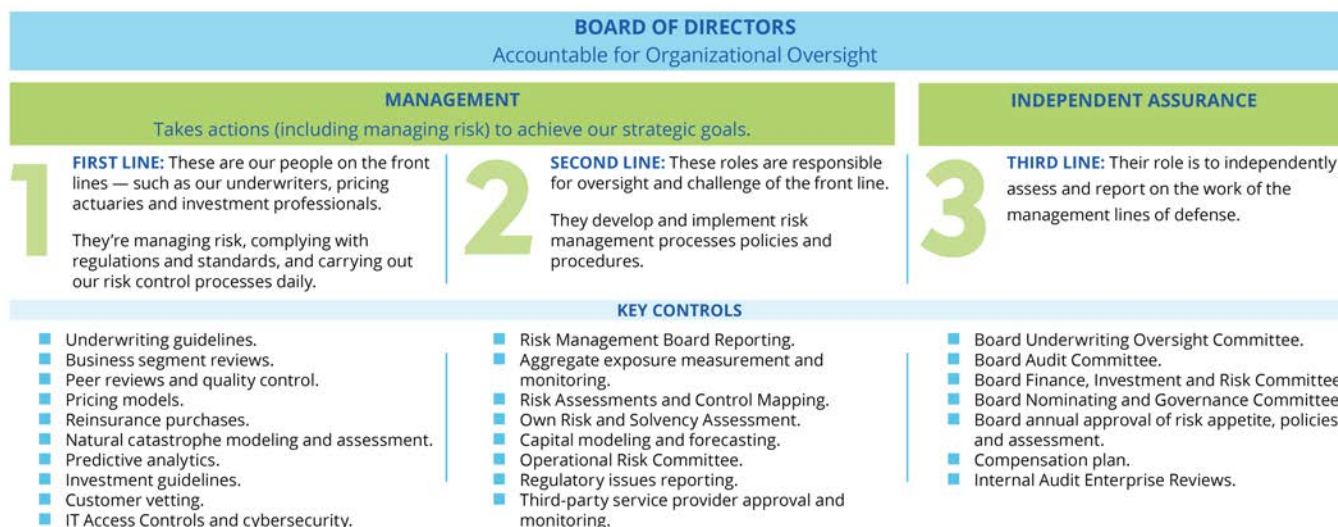 BOARD OF DIRECTORS
Accountable for Organizational Oversight
MANAGEMENT
Takes actions (including managing risk) to achieve our strategic goals.
INDEPENDENT ASSURANCE
1
FIRST LINE: These are our people on the front
lines — such as our underwriters, pricing
actuaries and investment professionals.
They’re managing risk, complying with
regulations and standards, and carrying out
our risk control processes daily.
2
SECOND LINE: These roles are responsible
for oversight and challenge of the front line.
They develop and implement risk
management processes policies and
procedures.
3
THIRD LINE: Their role is to independently
assess and report on the work of the
management lines of defense.
KEY CONTROLS
Underwriting guidelines.
Business segment reviews.
Peer reviews and quality control.
Pricing models.
Reinsurance purchases.
Natural catastrophe modeling and assessment.
Predictive analytics.
Investment guidelines.
Customer vetting.
IT Access Controls and cybersecurity.
Risk Management Board Reporting.
Aggregate exposure measurement and
monitoring.
Risk Assessments and Control Mapping.
Own Risk and Solvency Assessment.
Capital modeling and forecasting.
Operational Risk Committee.
Regulatory issues reporting.
Third-party service provider approval and
monitoring.
Board Underwriting Oversight Committee.
Board Audit Committee.
Board Finance, Investment and Risk Committee
Board Nominating and Governance Committee
Board annual approval of risk appetite, policies
and assessment.
Compensation plan.
Internal Audit Enterprise Reviews.